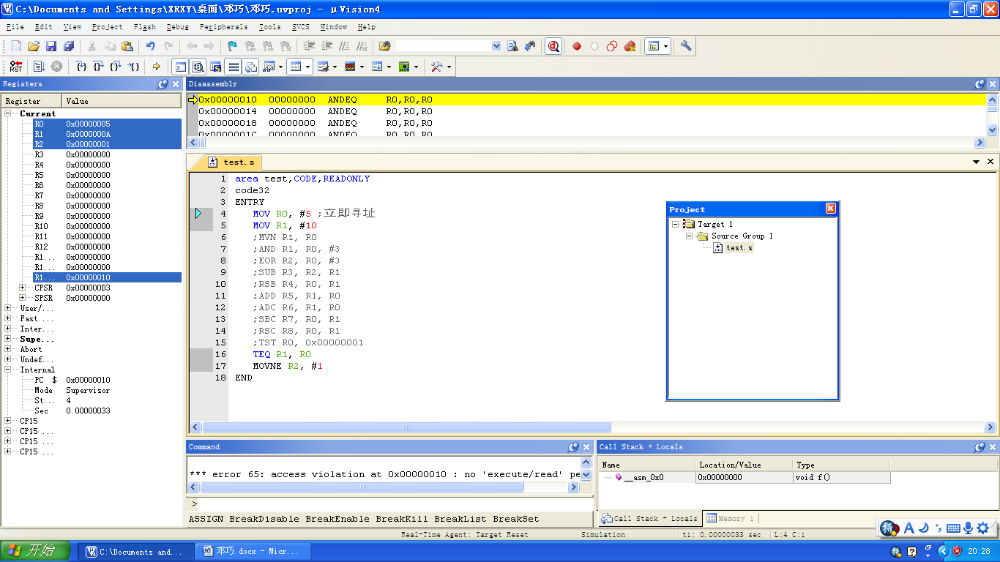 C:\Documents and Settings\XRXY\桌面\邓巧\邓巧.uvproj - µVision4
File Edit View Project Flash Debug Peripherals Tools SVCS Window Help
Registers
Register Value
Current
R0 0x00000005
R1 0x0000000A
R2 0x00000001
R3 0x00000000
R4 0x00000000
R5 0x00000000
R6 0x00000000
R7 0x00000000
R8 0x00000000
R9 0x00000000
R10 0x00000000
R11 0x00000000
R12 0x00000000
R1... 0x00000000
R1... 0x00000000
R1... 0x00000010
CPSR 0x000000D3
SPSR 0x00000000
User/...
Fast ...
Inter...
Supe...
Abort
Undef...
Internal
PC $ 0x00000010
Mode Supervisor
St... 4
Sec 0.00000033
CP15
CP15 ...
CP15 ...
CP15 ...
Disassembly
0x00000010 00000000 ANDEQ R0,R0,R0
0x00000014 00000000 ANDEQ R0,R0,R0
0x00000018 00000000 ANDEQ R0,R0,R0
0x0000001C 00000000 ANDEQ R0,R0,R0
test.s
1 area test,CODE,READONLY
2 code32
3 ENTRY
4 MOV R0, #5 ;立即寻址
5 MOV R1, #10
6 ;MVN R1, R0
7 ;AND R1, R0, #3
8 ;EOR R2, R0, #3
9 ;SUB R3, R2, R1
10 ;RSB R4, R0, R1
11 ;ADD R5, R1, R0
12 ;ADC R6, R1, R0
13 ;SBC R7, R0, R1
14 ;RSC R8, R0, R1
15 ;TST R0, 0x00000001
16 TEQ R1, R0
17 MOVNE R2, #1
18 END
Project
Target 1
Source Group 1
test.s
Command
*** error 65: access violation at 0x00000010 : no 'execute/read' pe
>
ASSIGN BreakDisable BreakEnable BreakKill BreakList BreakSet
Call Stack + Locals
Name Location/Value Type
__asm_0x0 0x00000000 void f()
Call Stack + Locals Memory 1
Real-Time Agent: Target Reset Simulation t1: 0.00000033 sec L:4 C:1
开始 C:\Documents and... 邓巧.docx - Micr... 20:28